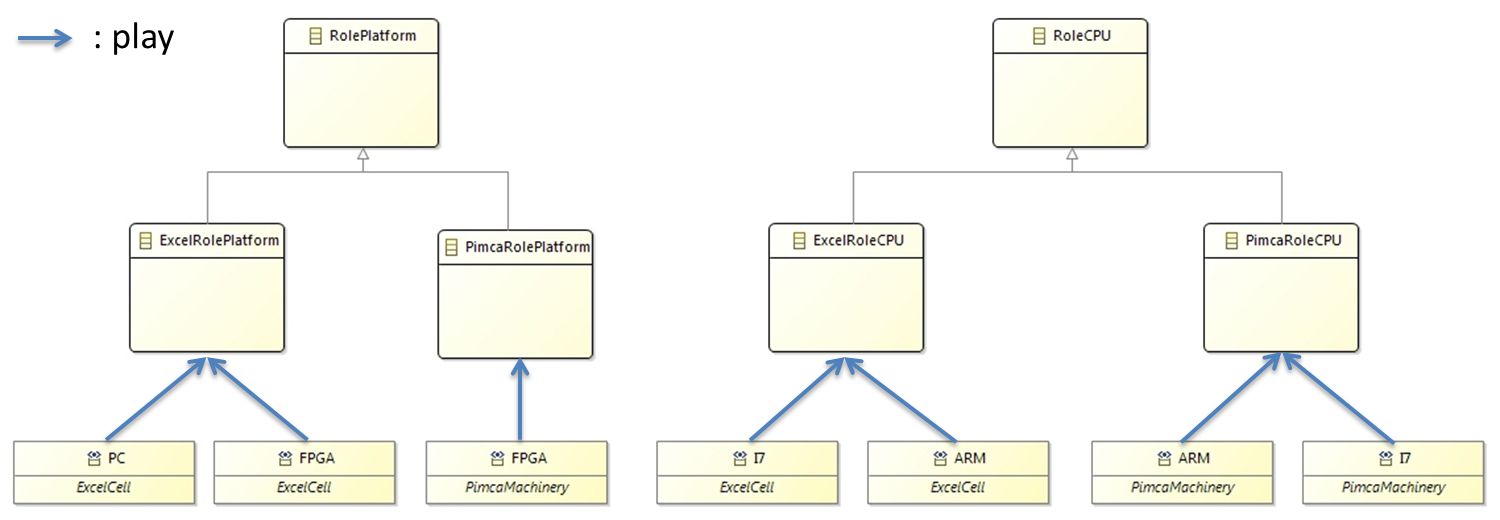 : play
RolePlatform
RoleCPU
ExcelRolePlatform
PimcaRolePlatform
ExcelRoleCPU
PimcaRoleCPU
PC
ExcelCell
FPGA
ExcelCell
FPGA
PimcaMachinery
I7
ExcelCell
ARM
ExcelCell
ARM
PimcaMachinery
I7
PimcaMachinery